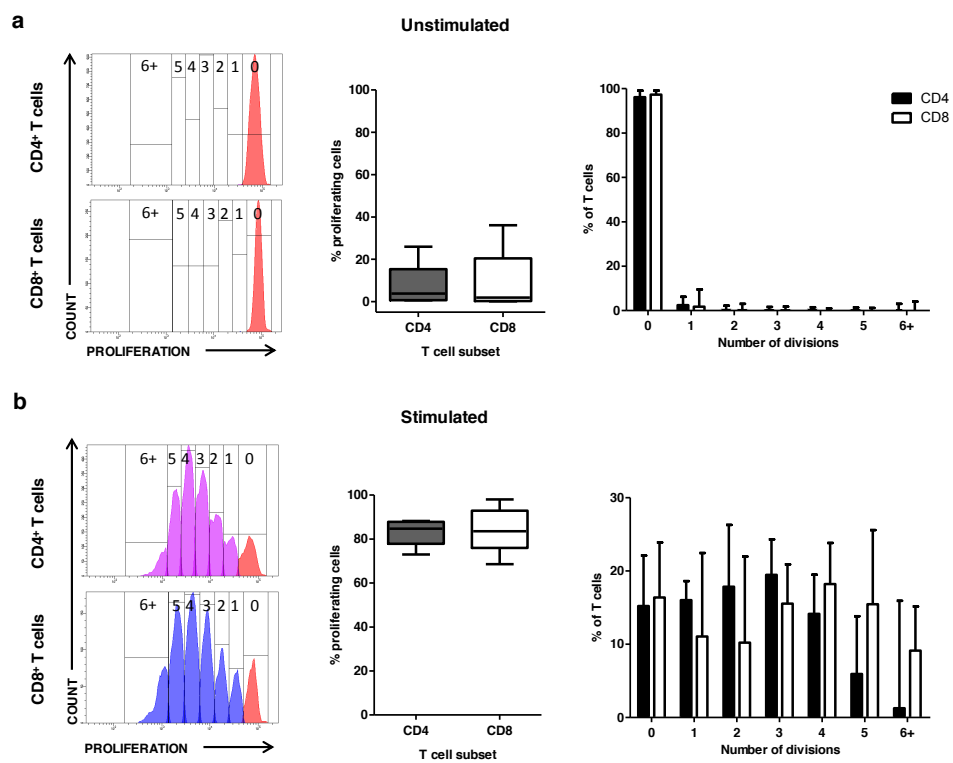 a
Unstimulated
CD4+ T cells
6+ 5 4 3 2 1 0
CD8+ T cells
6+ 5 4 3 2 1 0
COUNT
PROLIFERATION
% proliferating cells
100
80
60
40
20
0
CD4 CD8
T cell subset
% of T cells
100
80
60
40
20
0
0 1 2 3 4 5 6+
Number of divisions
CD4
CD8
b
Stimulated
CD4+ T cells
6+ 5 4 3 2 1 0
CD8+ T cells
6+ 5 4 3 2 1 0
COUNT
PROLIFERATION
% proliferating cells
100
80
60
40
20
0
CD4 CD8
T cell subset
% of T cells
30
20
10
0
0 1 2 3 4 5 6+
Number of divisions